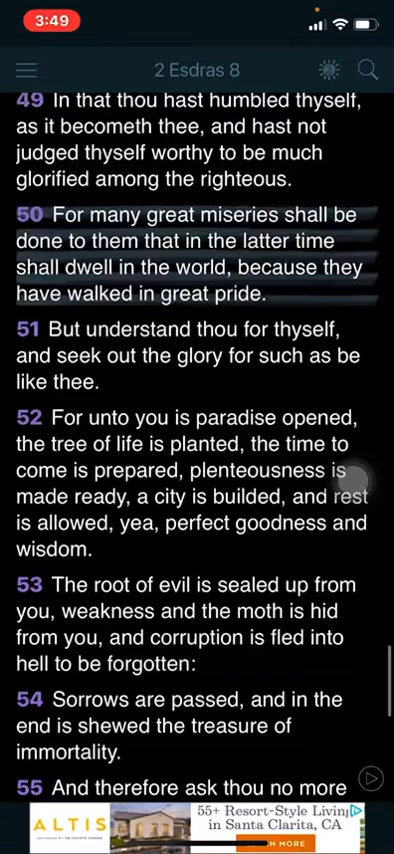 3:49
2 Esdras 8
49 In that thou hast humbled thyself,
as it becometh thee, and hast not
judged thyself worthy to be much
glorified among the righteous.
50 For many great miseries shall be
done to them that in the latter time
shall dwell in the world, because they
have walked in great pride.
51 But understand thou for thyself,
and seek out the glory for such as be
like thee.
52 For unto you is paradise opened,
the tree of life is planted, the time to
come is prepared, plenteousness is
made ready, a city is builded, and rest
is allowed, yea, perfect goodness and
wisdom.
53 The root of evil is sealed up from
you, weakness and the moth is hid
from you, and corruption is fled into
hell to be forgotten:
54 Sorrows are passed, and in the
end is shewed the treasure of
immortality.
55 And therefore ask thou no more
ALTIS
55+ Resort-Style Living
in Santa Clarita, CA
MORE